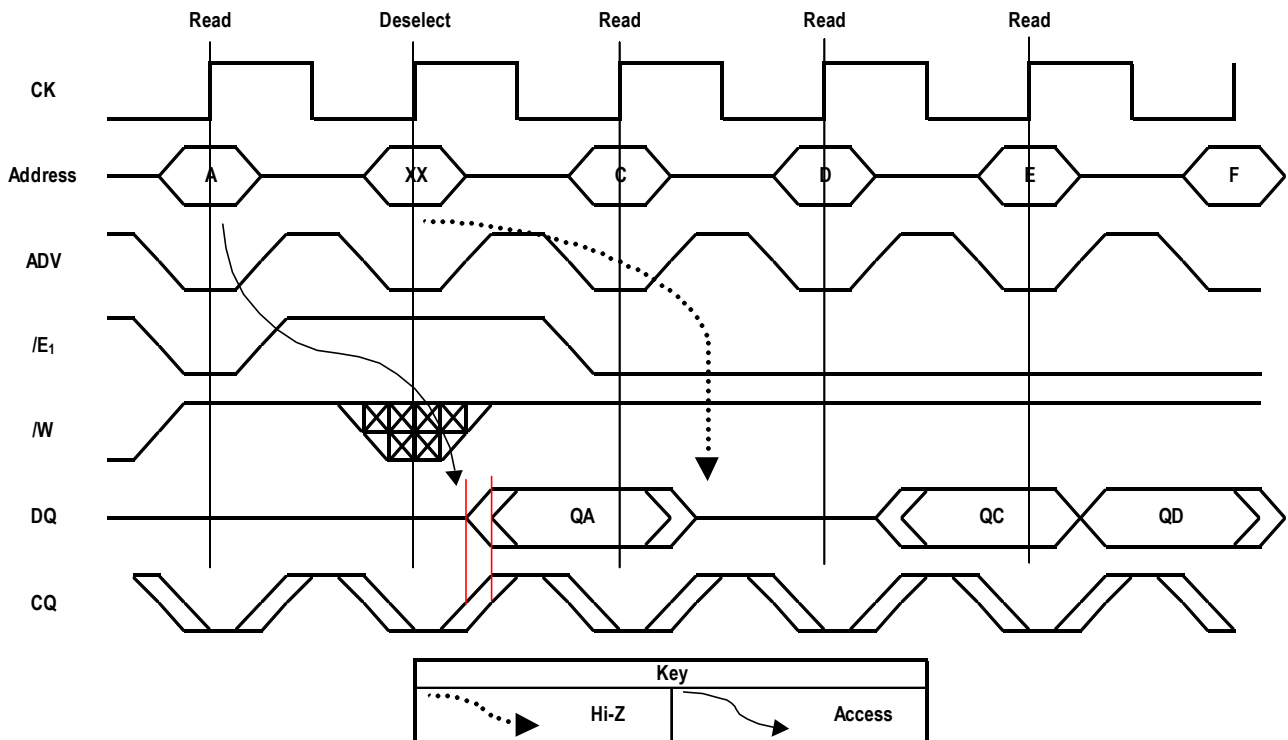 Read Deselect Read Read Read
CK
Address A XX C D E F
ADV
/E₁
/W
DQ QA QC QD
CQ
Key
Hi-Z Access